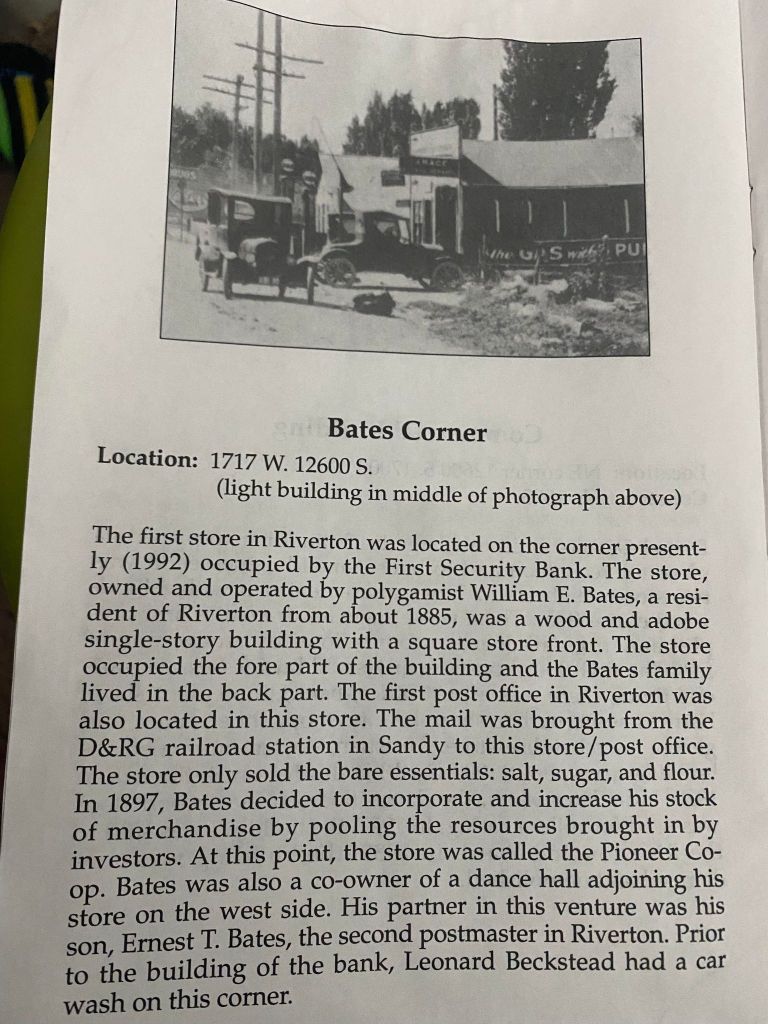 RUGS
the GAS with PU
Bates Corner
Location: 1717 W. 12600 S.
(light building in middle of photograph above)
The first store in Riverton was located on the corner present-
ly (1992) occupied by the First Security Bank. The store,
owned and operated by polygamist William E. Bates, a resi-
dent of Riverton from about 1885, was a wood and adobe
single-story building with a square store front. The store
occupied the fore part of the building and the Bates family
lived in the back part. The first post office in Riverton was
also located in this store. The mail was brought from the
D&RG railroad station in Sandy to this store/post office.
The store only sold the bare essentials: salt, sugar, and flour.
In 1897, Bates decided to incorporate and increase his stock
of merchandise by pooling the resources brought in by
investors. At this point, the store was called the Pioneer Co-
op. Bates was also a co-owner of a dance hall adjoining his
store on the west side. His partner in this venture was his
son, Ernest T. Bates, the second postmaster in Riverton. Prior
to the building of the bank, Leonard Beckstead had a car
wash on this corner.